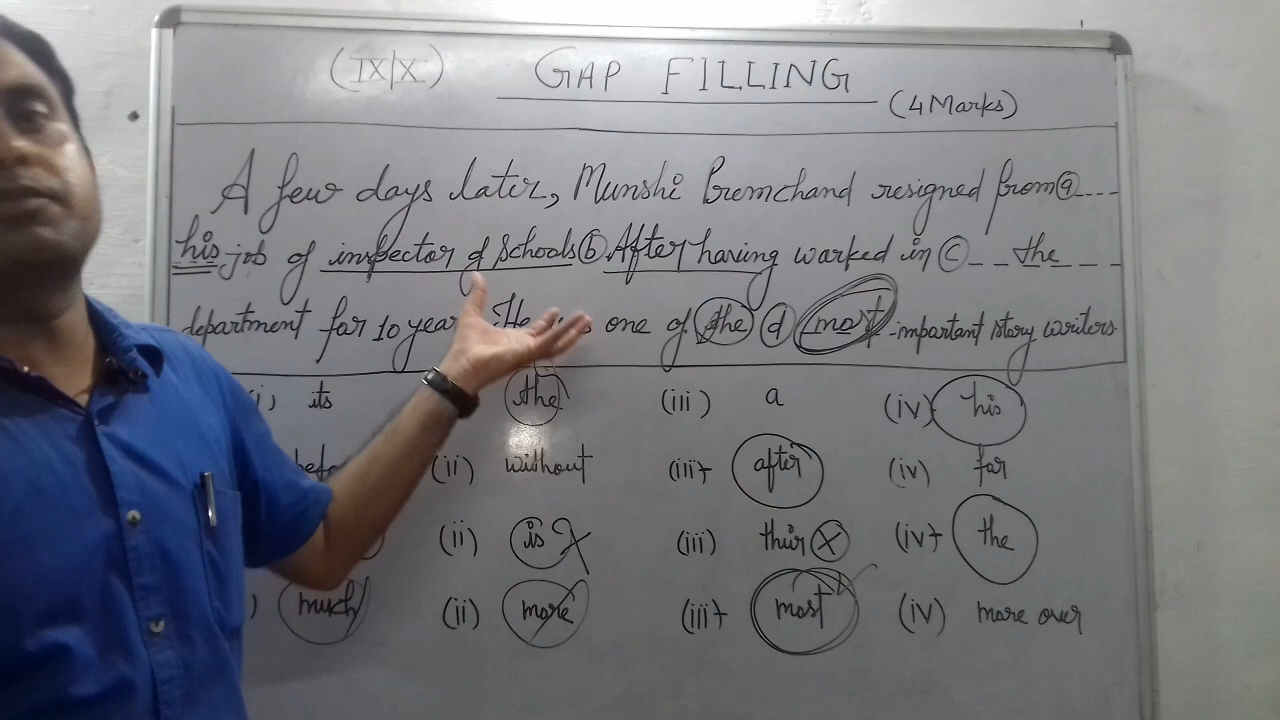 (IX/X) GAP FILLING (4 Marks)
A few days later, Munshi Premchand resigned from (a) ---
his job of inspector of Schools (b) After having worked in (c) -- the ---
department for 10 year He one of the (d) most important story writers.
i) its the (iii) a (iv) his
(ii) without (iii) after (iv) for
(ii) is X (iii) their X (iv) the
) much (ii) more (iii) most (iv) more over